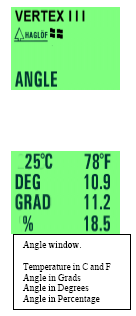 VERTEX III
HAGLÖF
ANGLE
25°C 78°F
DEG 10.9
GRAD 11.2
% 18.5
Angle window.
Temperature in C and F
Angle in Grads
Angle in Degrees
Angle in Percentage